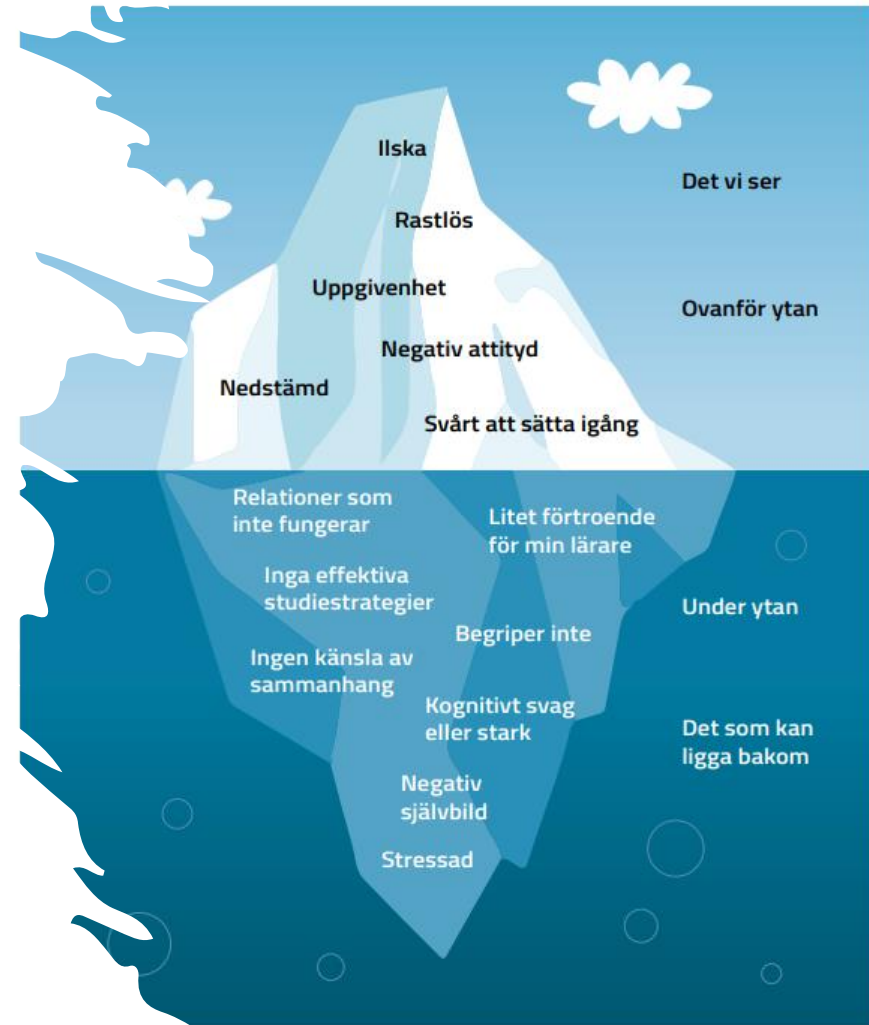 Ilska
Det vi ser
Rastlös
Uppgivenhet
Ovanför ytan
Negativ attityd
Nedstämd
Svårt att sätta igång
Relationer som
inte fungerar
Litet förtroende
för min lärare
Inga effektiva
studiestrategier
Under ytan
Begriper inte
Ingen känsla av
sammanhang
Kognitivt svag
eller stark
Det som kan
ligga bakom
Negativ
självbild
Stressad